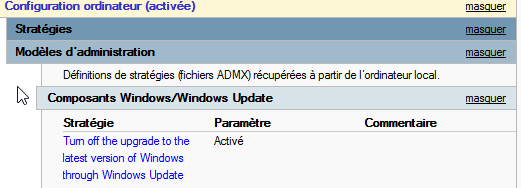 Configuration ordinateur (activée) masquer
Stratégies masquer
Modèles d'administration masquer
Définitions de stratégies (fichiers ADMX) récupérées à partir de l'ordinateur local.
Composants Windows/Windows Update masquer
Stratégie Paramètre Commentaire
Turn off the upgrade to the Activé
latest version of Windows
through Windows Update